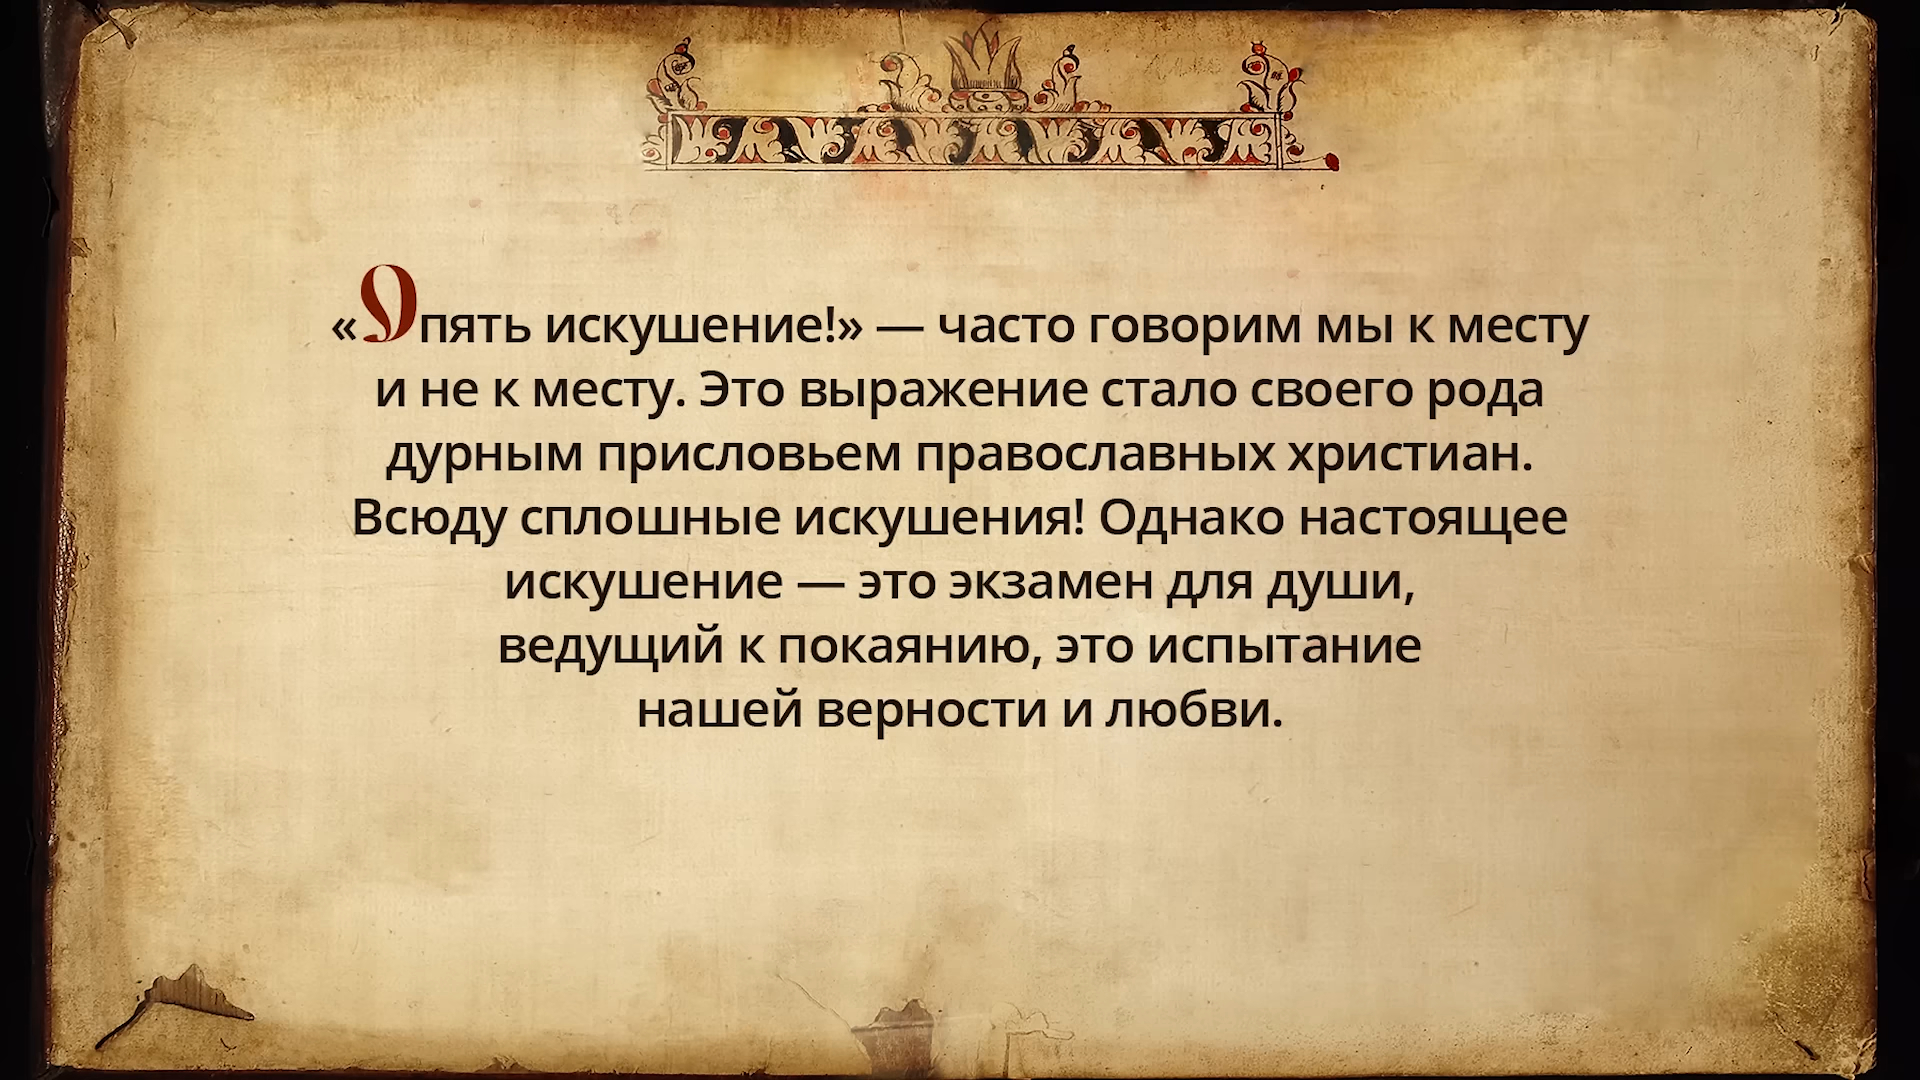 «Опять искушение!» — часто говорим мы к месту
и не к месту. Это выражение стало своего рода
дурным присловьем православных христиан.
Всюду сплошные искушения! Однако настоящее
искушение — это экзамен для души,
ведущий к покаянию, это испытание
нашей верности и любви.